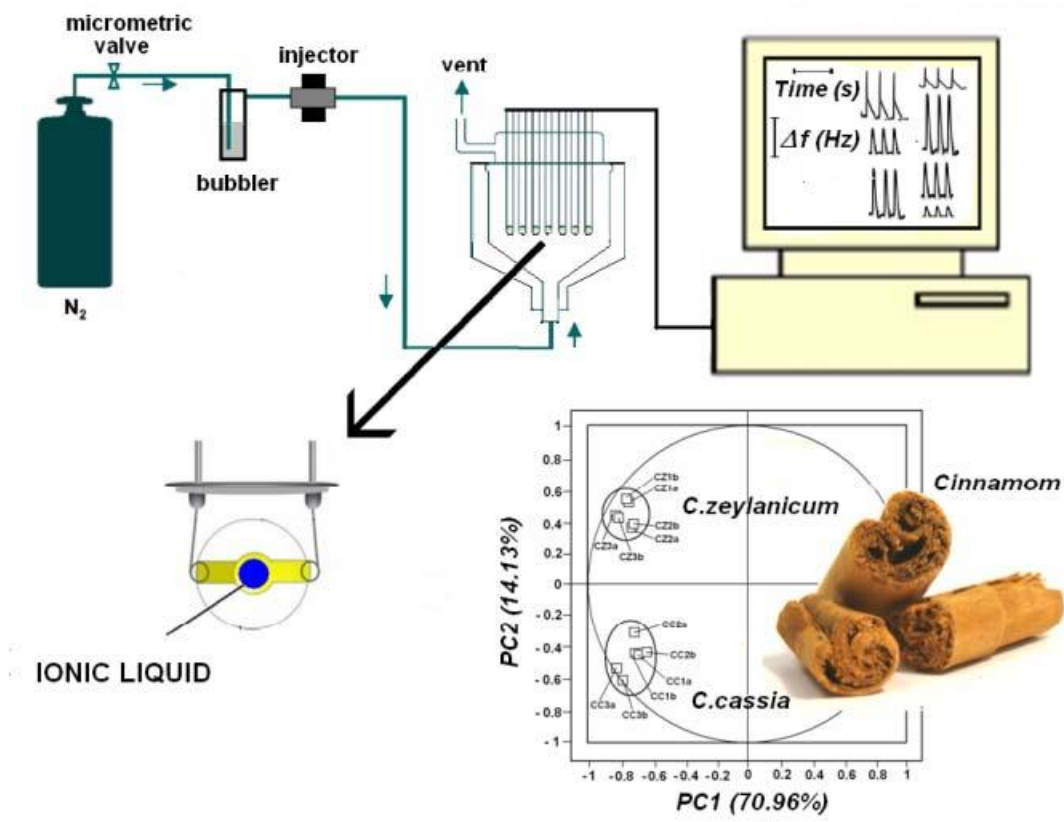 micrometric
valve
injector
vent
bubbler
N2
Time (s)
Δf (Hz)
IONIC LIQUID
Cinnamom
C.zeylanicum
CZ1b
CZ1a
CZ2b
CZ2a
CZ3a
CZ3b
C.cassia
CC2a
CC2b
CC1a
CC1b
CC3a
CC3b
PC2 (14.13%)
1
0.8
0.6
0.4
0.2
0
-0.2
-0.4
-0.6
-0.8
-1
-1 -0.8 -0.6 -0.4 -0.2 0 0.2 0.4 0.6 0.8 1
PC1 (70.96%)